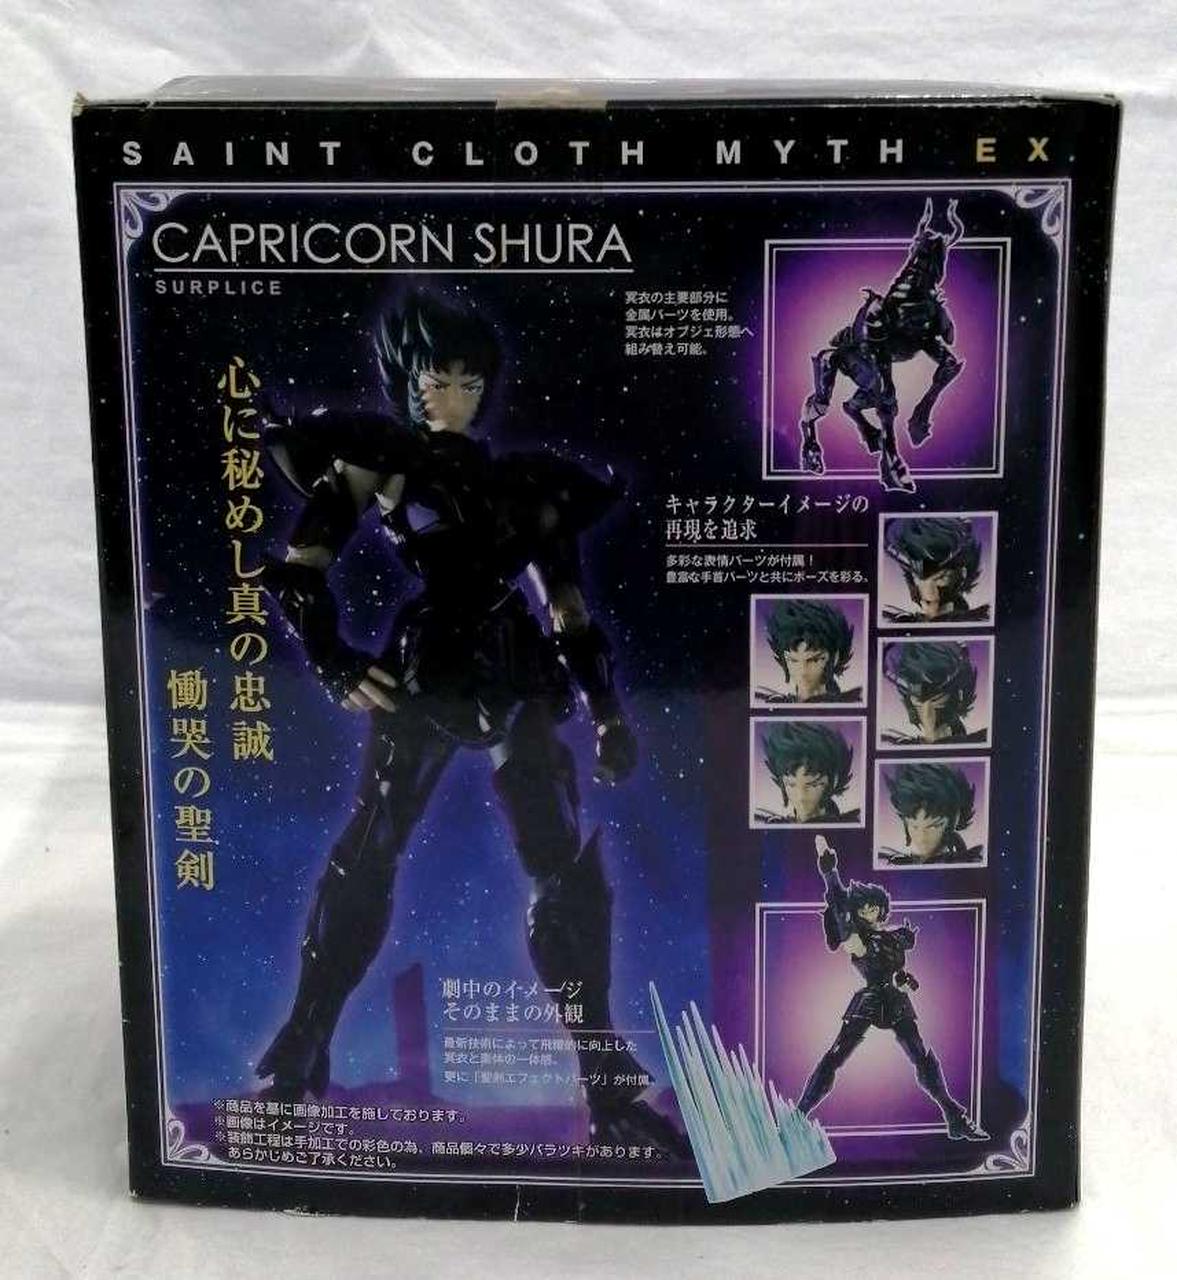 SAINT CLOTH MYTH EX
CAPRICORN SHURA
SURPLICE
冥衣の主要部分に
金属パーツを使用。
冥衣はオブジェ形態へ
組み替え可能。
心に秘めし真の忠誠
慟哭の聖剣
キャラクターイメージの
再現を追求
多彩な表情パーツが付属！
豊富な手首パーツと共にポーズを彩る。
劇中のイメージ
そのままの外観
最新技術によって飛躍的に向上した
冥衣と素体の一体感。
更に「聖剣エフェクトパーツ」が付属。
※商品を基に画像加工を施しております。
※画像はイメージです。
※装飾工程は手加工での彩色の為、商品個々で多少バラツキがあります。
あらかじめご了承ください。